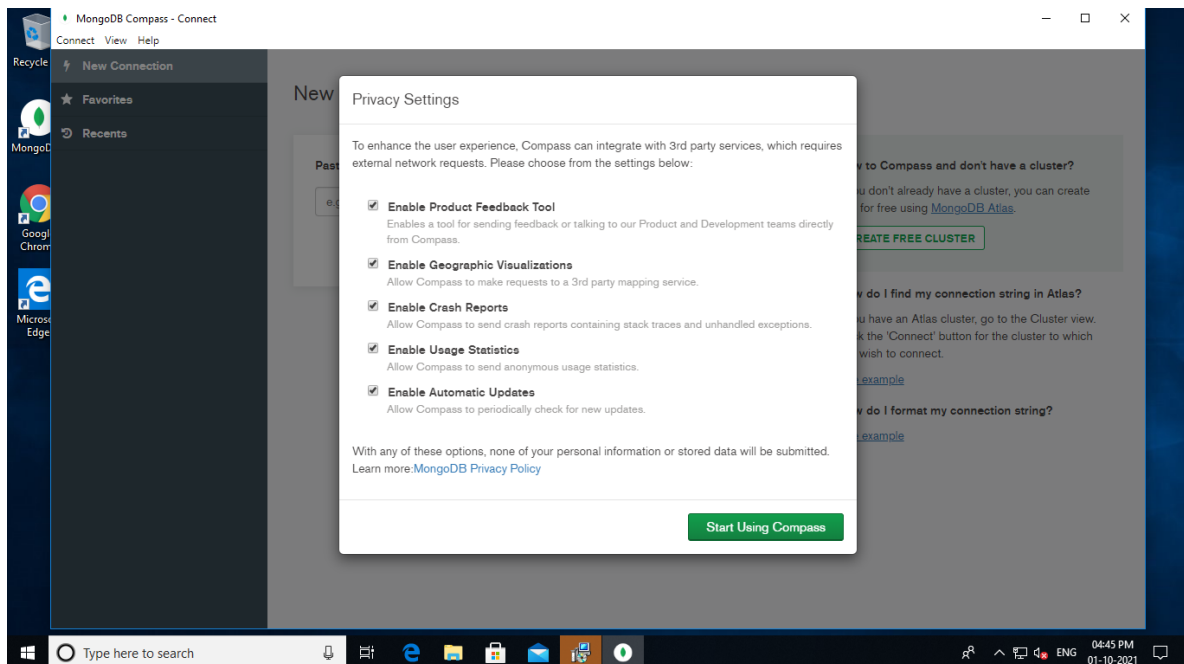 MongoDB Compass - Connect
Connect View Help
Recycle
New Connection
Favorites
Recents
New
Privacy Settings
To enhance the user experience, Compass can integrate with 3rd party services, which requires
external network requests. Please choose from the settings below:
Enable Product Feedback Tool
Enables a tool for sending feedback or talking to our Product and Development teams directly
from Compass.
Enable Geographic Visualizations
Allow Compass to make requests to a 3rd party mapping service.
Enable Crash Reports
Allow Compass to send crash reports containing stack traces and unhandled exceptions.
Enable Usage Statistics
Allow Compass to send anonymous usage statistics.
Enable Automatic Updates
Allow Compass to periodically check for new updates.
With any of these options, none of your personal information or stored data will be submitted.
Learn more:MongoDB Privacy Policy
Start Using Compass
Past
e.g
to Compass and don't have a cluster?
don't already have a cluster, you can create
for free using MongoDB Atlas.
REATE FREE CLUSTER
do I find my connection string in Atlas?
have an Atlas cluster, go to the Cluster view.
the 'Connect' button for the cluster to which
wish to connect.
example
do I format my connection string?
example
MongoD
Googl
Chrom
Micros
Edge
Type here to search
ENG
04:45 PM
01-10-2021